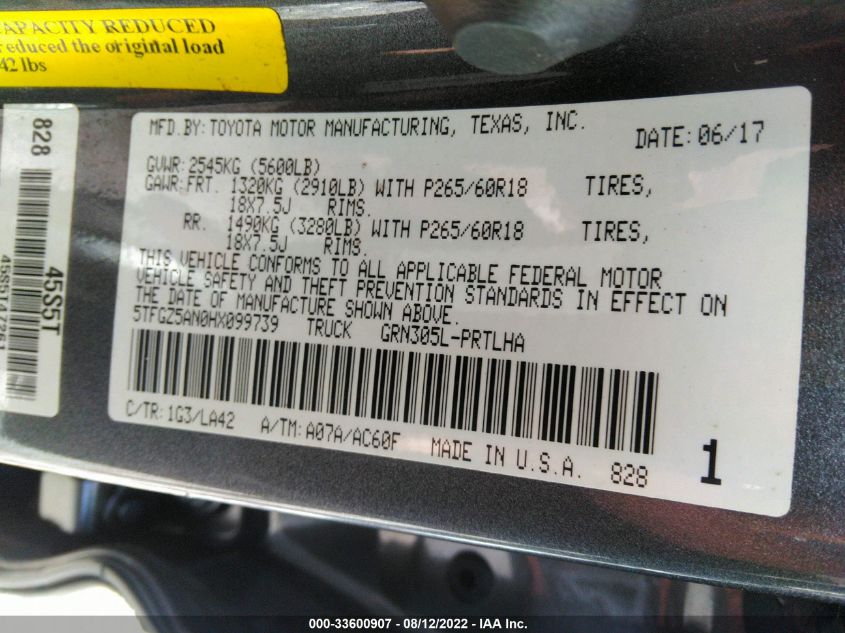 CAPACITY REDUCED
reduced the original load
42 lbs
828
45S5T
MFD.BY: TOYOTA MOTOR MANUFACTURING, TEXAS, INC. DATE: 06/17
GVWR: 2545KG (5600LB)
GAWR: FRT. 1320KG (2910LB) WITH P265/60R18 TIRES,
18X7.5J RIMS.
RR. 1490KG (3280LB) WITH P265/60R18 TIRES,
18X7.5J RIMS.
THIS VEHICLE CONFORMS TO ALL APPLICABLE FEDERAL MOTOR
VEHICLE SAFETY AND THEFT PREVENTION STANDARDS IN EFFECT ON
THE DATE OF MANUFACTURE SHOWN ABOVE.
5TFGZ5AN0HX099739 TRUCK GRN305L-PRTLHA
C/TR: 1G3/LA42 A/TM: A07A/AC60F MADE IN U.S.A. 828 1
000-33600907 - 08/12/2022 - IAA Inc.